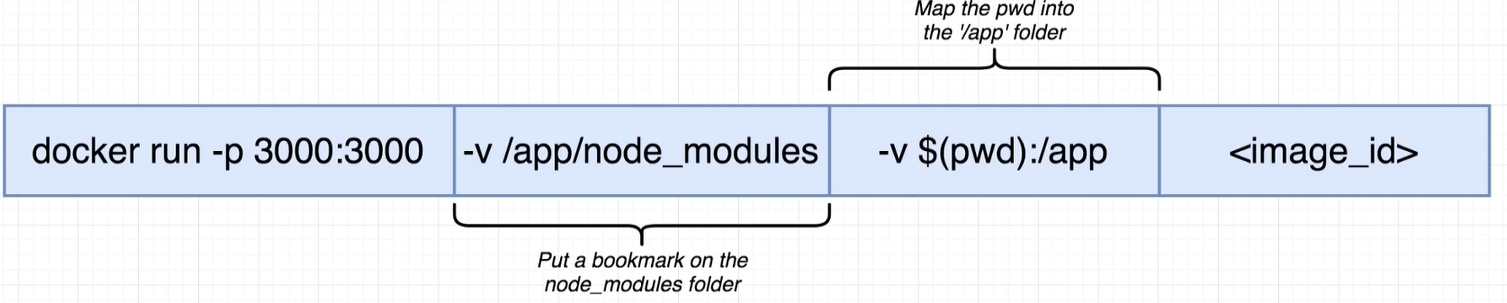 Map the pwd into
the '/app' folder
docker run -p 3000:3000 -v /app/node_modules -v $(pwd):/app <image_id>
Put a bookmark on the
node_modules folder